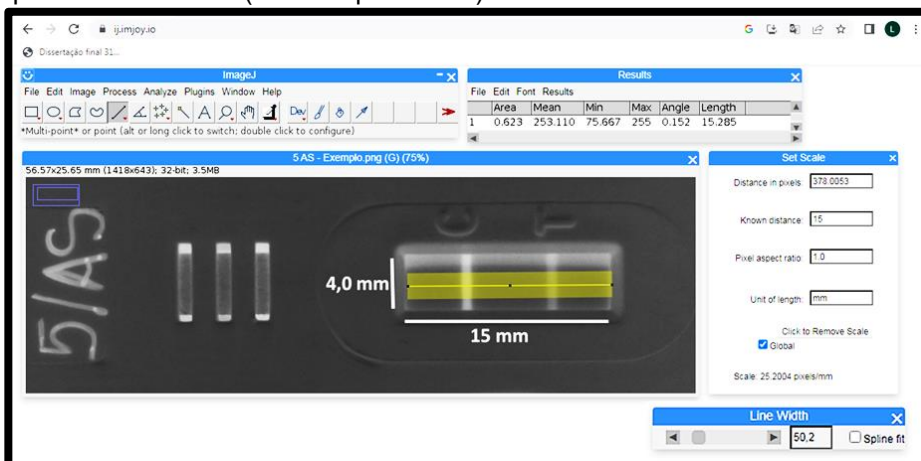 ij.imjoy.io
Dissertação final 31...
ImageJ
File Edit Image Process Analyze Plugins Window Help
Dev
*Multi-point* or point (alt or long click to switch; double click to configure)
Results
File Edit Font Results
Area Mean Min Max Angle Length
1 0.623 253.110 75.667 255 0.152 15.285
5 AS - Exemplo.png (G) (75%)
56.57x25.65 mm (1418x643); 32-bit; 3.5MB
5/AS
C T
4,0 mm
15 mm
Set Scale
Distance in pixels: 378.0053
Known distance: 15
Pixel aspect ratio: 1.0
Unit of length: mm
Click to Remove Scale
Global
Scale: 25.2004 pixels/mm
Line Width
50,2 Spline fit